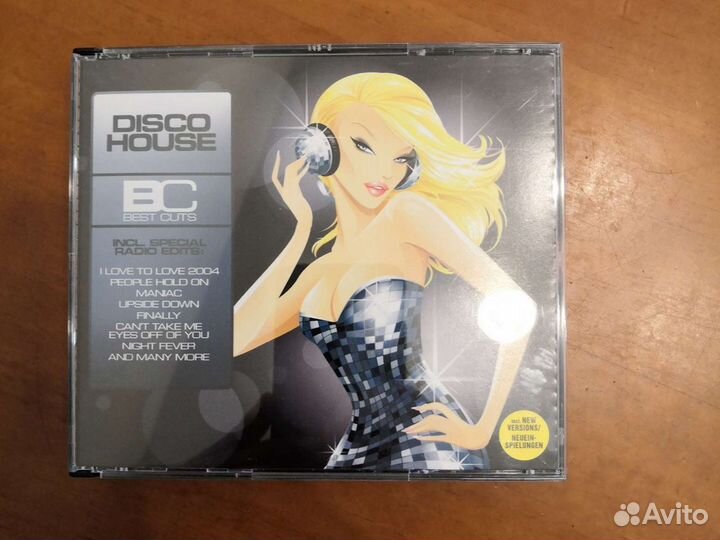 DISCO
HOUSE
BC
BEST CUTS
INCL. SPECIAL
RADIO EDITS:
I LOVE TO LOVE 2004
PEOPLE HOLD ON
MANIAC
UPSIDE DOWN
FINALLY
CAN'T TAKE ME
EYES OFF OF YOU
NIGHT FEVER
AND MANY MORE
incl. NEW
VERSIONS/
NEUEIN-
SPIELUNGEN
Avito